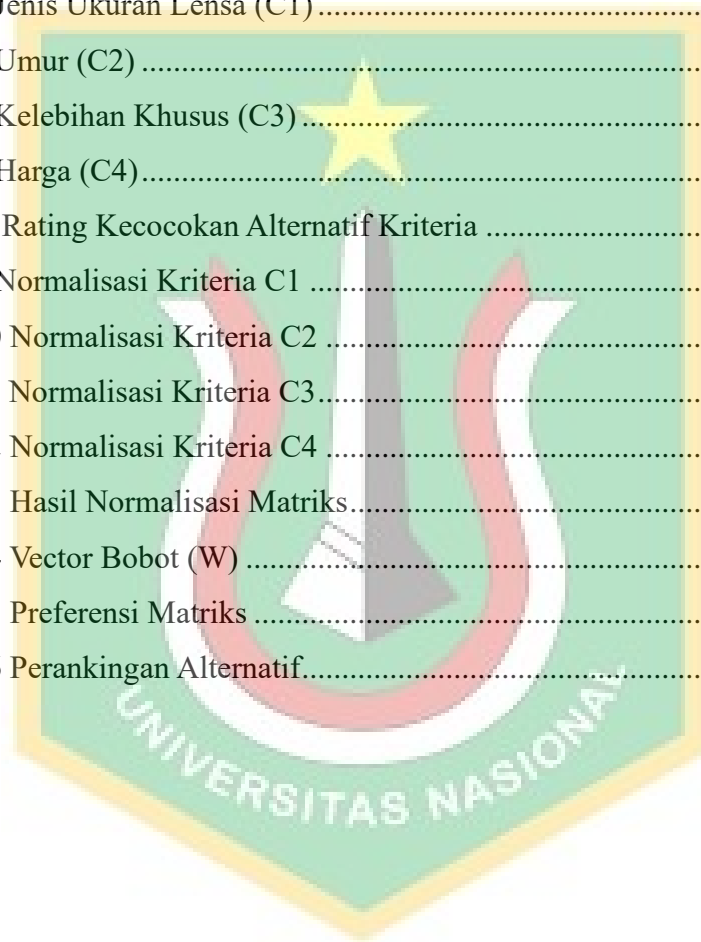 Jenis Ukuran Lensa (C1)........................................................
Umur (C2)........................................................................
Kelebihan Khusus (C3)...................................................
Harga (C4)........................................................................
Rating Kecocokan Alternatif Kriteria ...........................
Normalisasi Kriteria C1 ..................................................
Normalisasi Kriteria C2 ................................................
Normalisasi Kriteria C3.................................................
Normalisasi Kriteria C4 ................................................
Hasil Normalisasi Matriks.............................................
Vector Bobot (W) ..........................................................
Preferensi Matriks .........................................................
Perankingan Alternatif...................................................
UNIVERSITAS NASIONAL